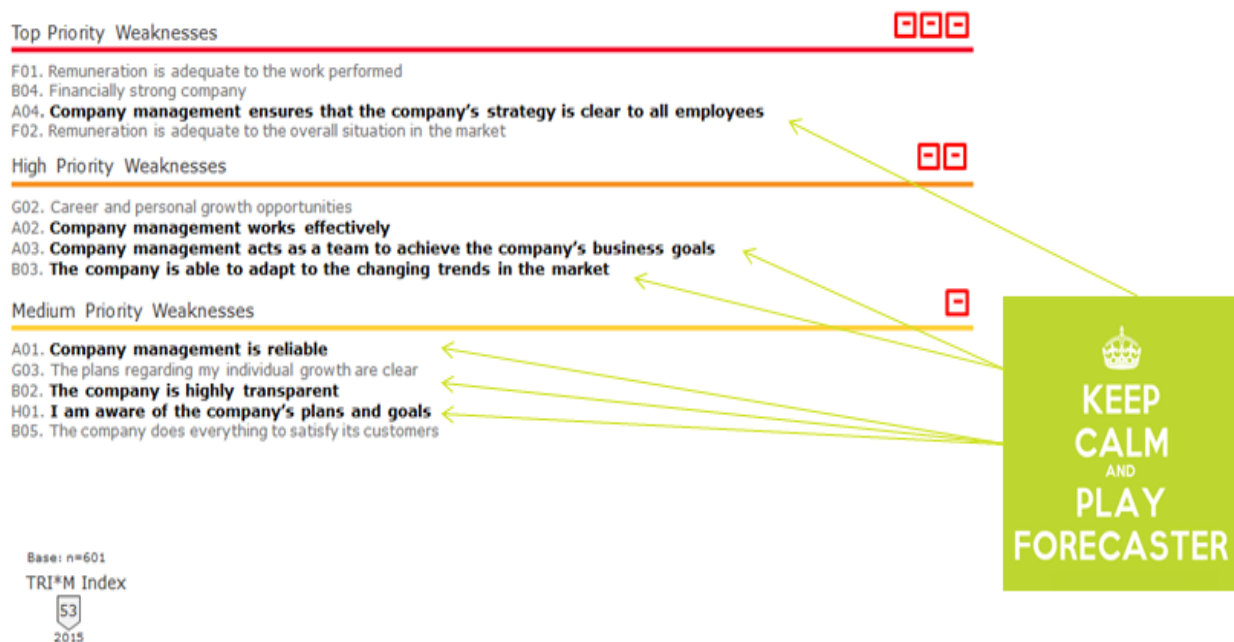 Top Priority Weaknesses
F01. Remuneration is adequate to the work performed
B04. Financially strong company
A04. Company management ensures that the company's strategy is clear to all employees
F02. Remuneration is adequate to the overall situation in the market
High Priority Weaknesses
G02. Career and personal growth opportunities
A02. Company management works effectively
A03. Company management acts as a team to achieve the company's business goals
B03. The company is able to adapt to the changing trends in the market
Medium Priority Weaknesses
A01. Company management is reliable
G03. The plans regarding my individual growth are clear
B02. The company is highly transparent
H01. I am aware of the company's plans and goals
B05. The company does everything to satisfy its customers
KEEP
CALM
AND
PLAY
FORECASTER
Base: n=601
TRI*M Index
53
2015